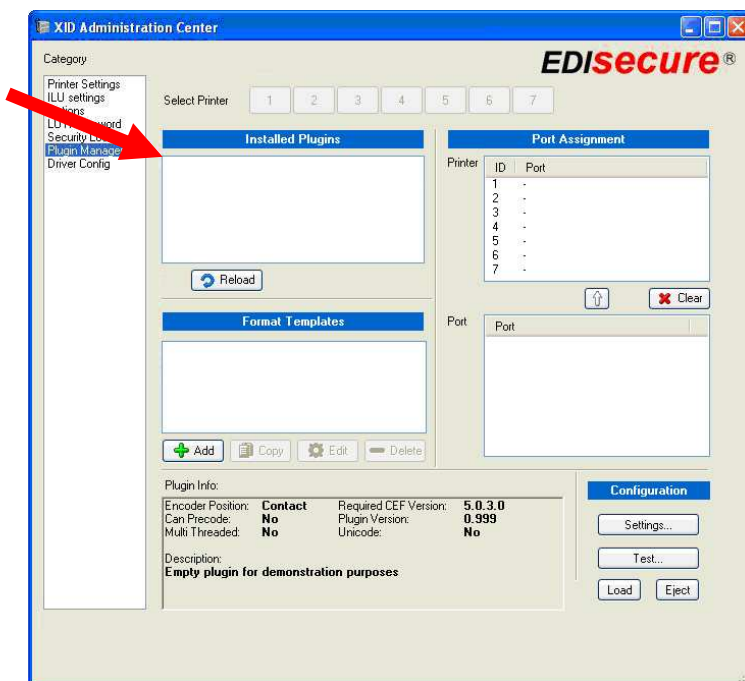 XID Administration Center
Category
EDIsecure®
Printer Settings
ILU settings
Security
Plugin Manage
Driver Config
Select Printer 1 2 3 4 5 6 7
Installed Plugins
Port Assignment
Printer
ID Port
1 -
2 -
3 -
4 -
5 -
6 -
7 -
Reload
Clear
Format Templates
Port
Port
Add Copy Edit Delete
Plugin Info:
Encoder Position: Contact Required CEF Version: 5.0.3.0
Can Precode: No Plugin Version: 0.999
Multi Threaded: No Unicode: No
Description:
Empty plugin for demonstration purposes
Configuration
Settings...
Test...
Load Eject